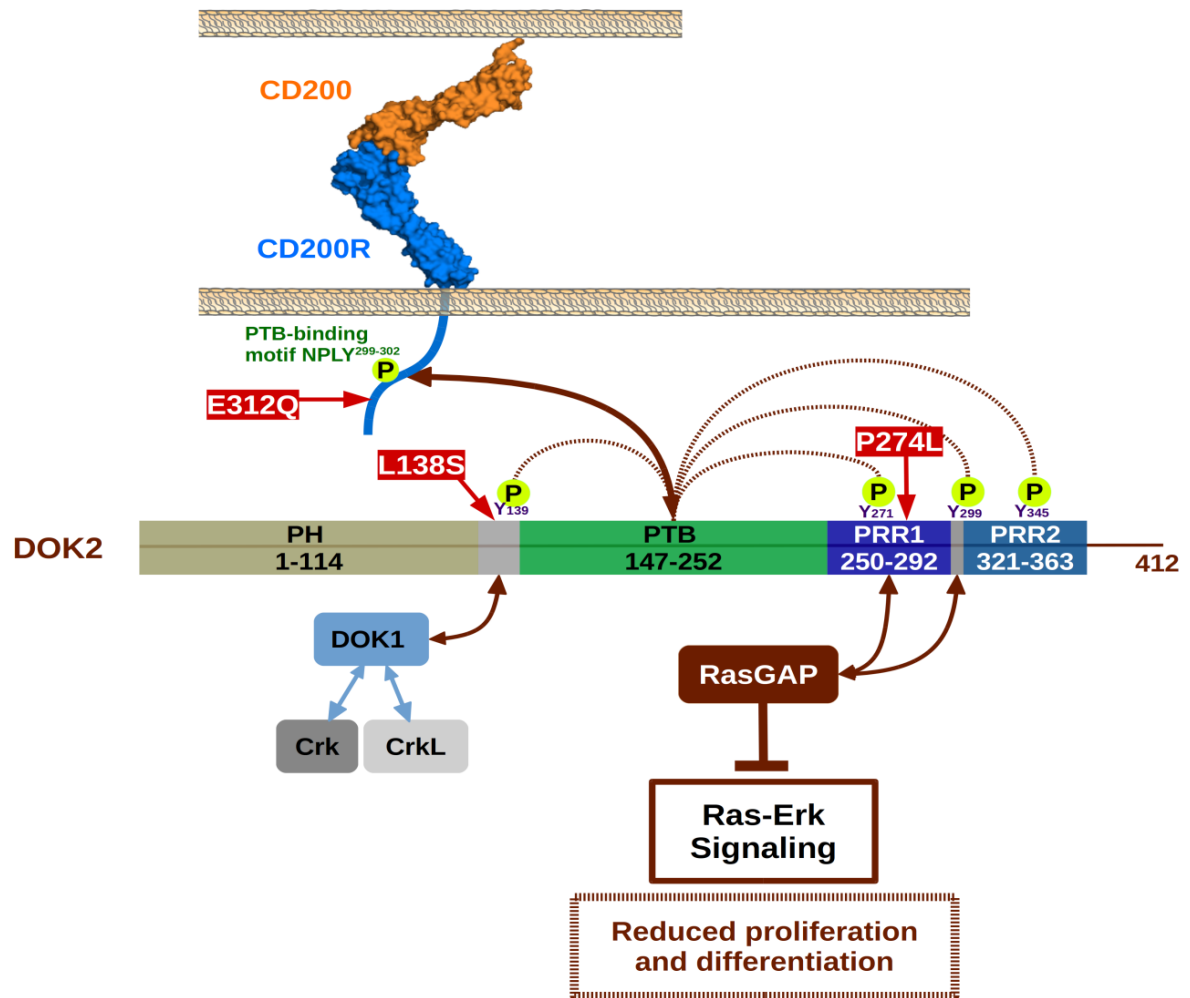 CD200
CD200R
PTB-binding
motif NPLY299-302
P
E312Q
L138S
P274L
P
Y139
P
Y271
P
Y299
P
Y345
DOK2
PH
1-114
PTB
147-252
PRR1
250-292
PRR2
321-363
412
DOK1
RasGAP
Crk
CrkL
Ras-Erk
Signaling
Reduced proliferation
and differentiation